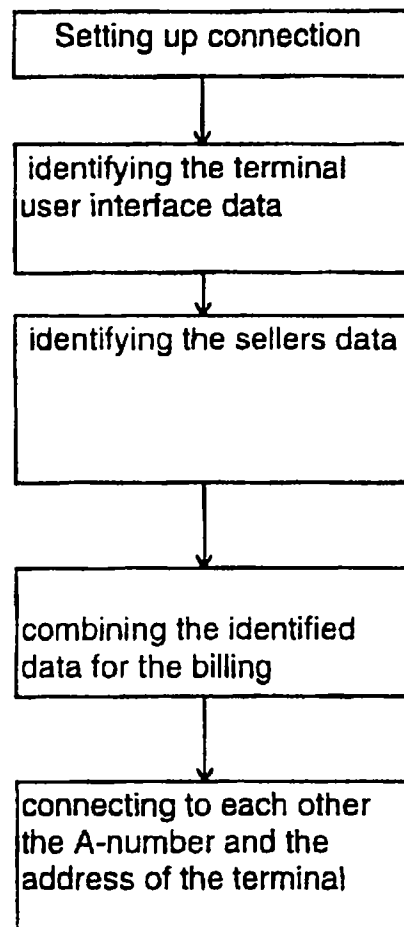 Setting up connection
identifying the terminal
user interface data
identifying the sellers data
combining the identified
data for the billing
connecting to each other
the A-number and the
address of the terminal